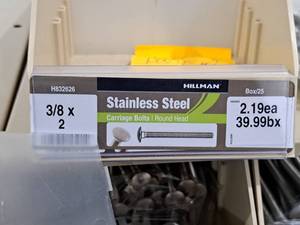 H832626
HILLMAN
Box/25
3/8 x
2
Stainless Steel
Carriage Bolts | Round Head
2.19ea
39.99bx